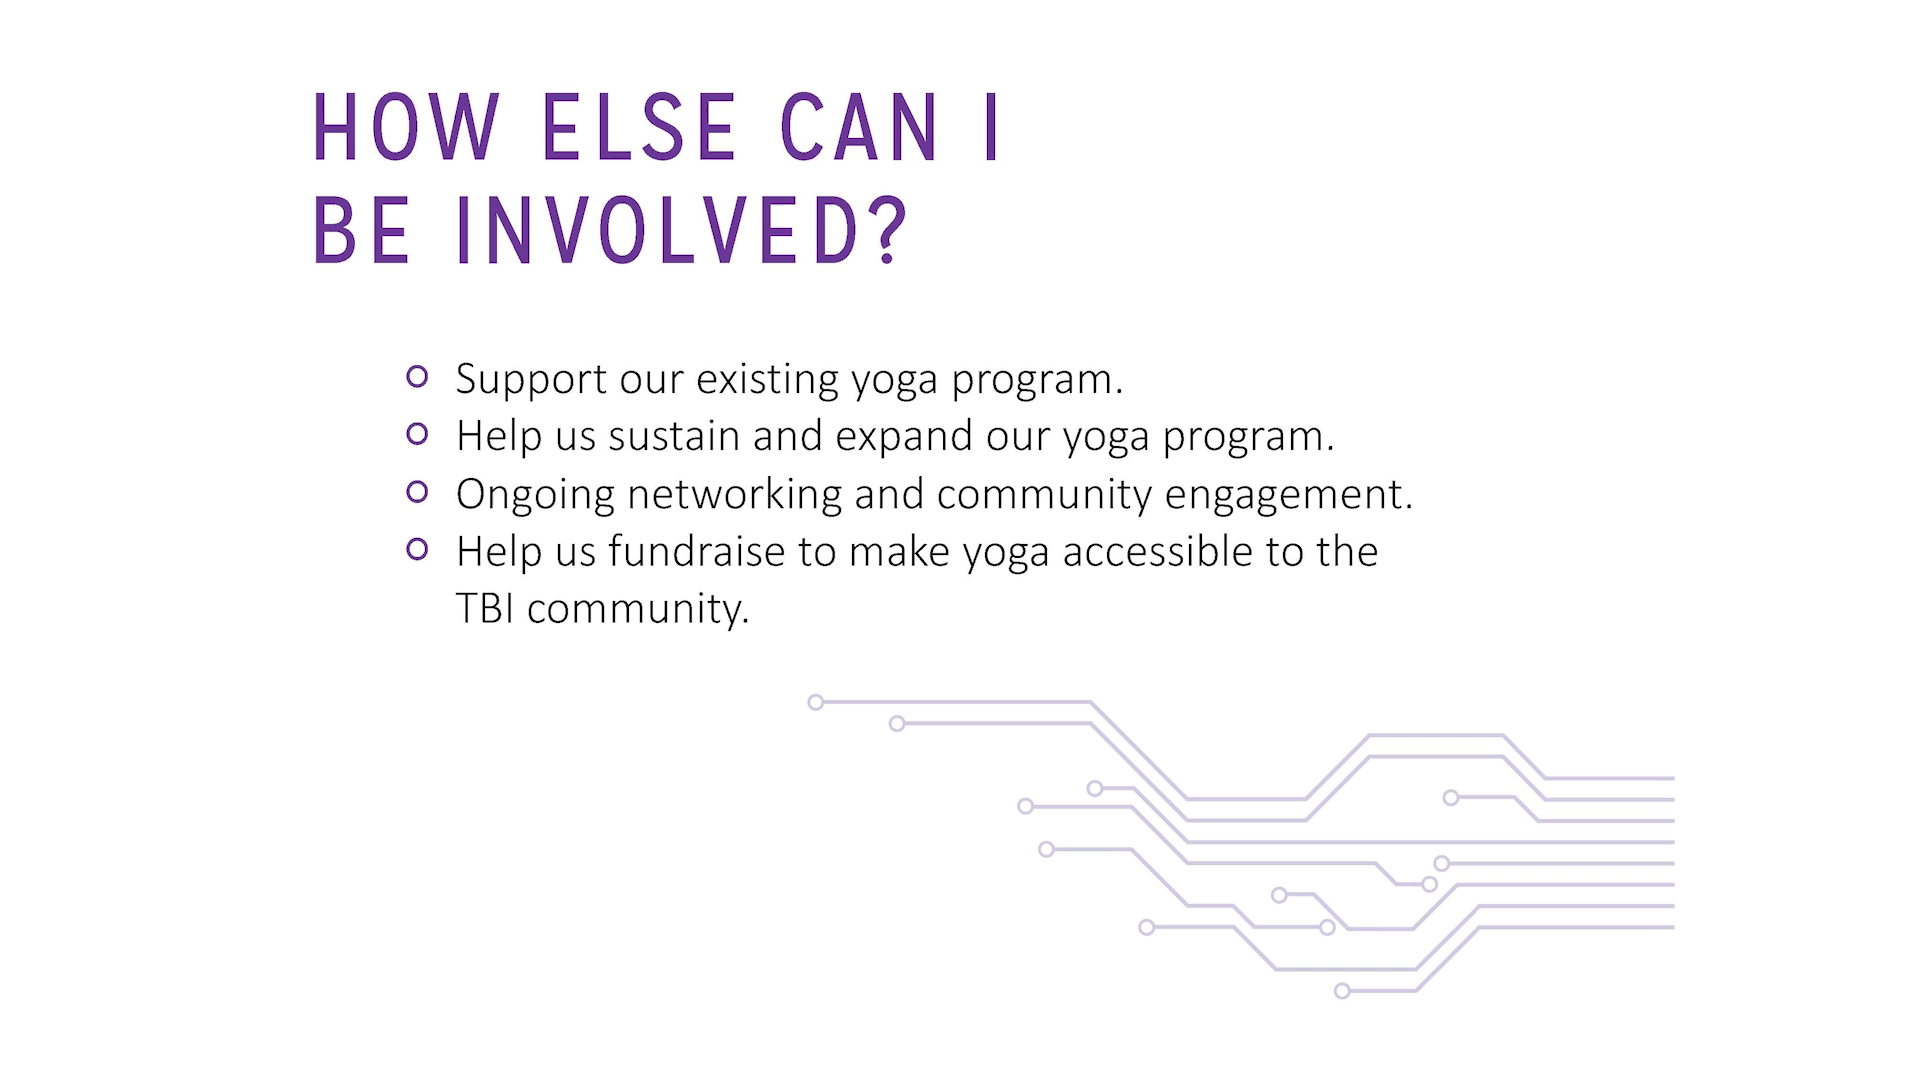 HOW ELSE CAN I
BE INVOLVED?
Support our existing yoga program.
Help us sustain and expand our yoga program.
Ongoing networking and community engagement.
Help us fundraise to make yoga accessible to the
TBI community.